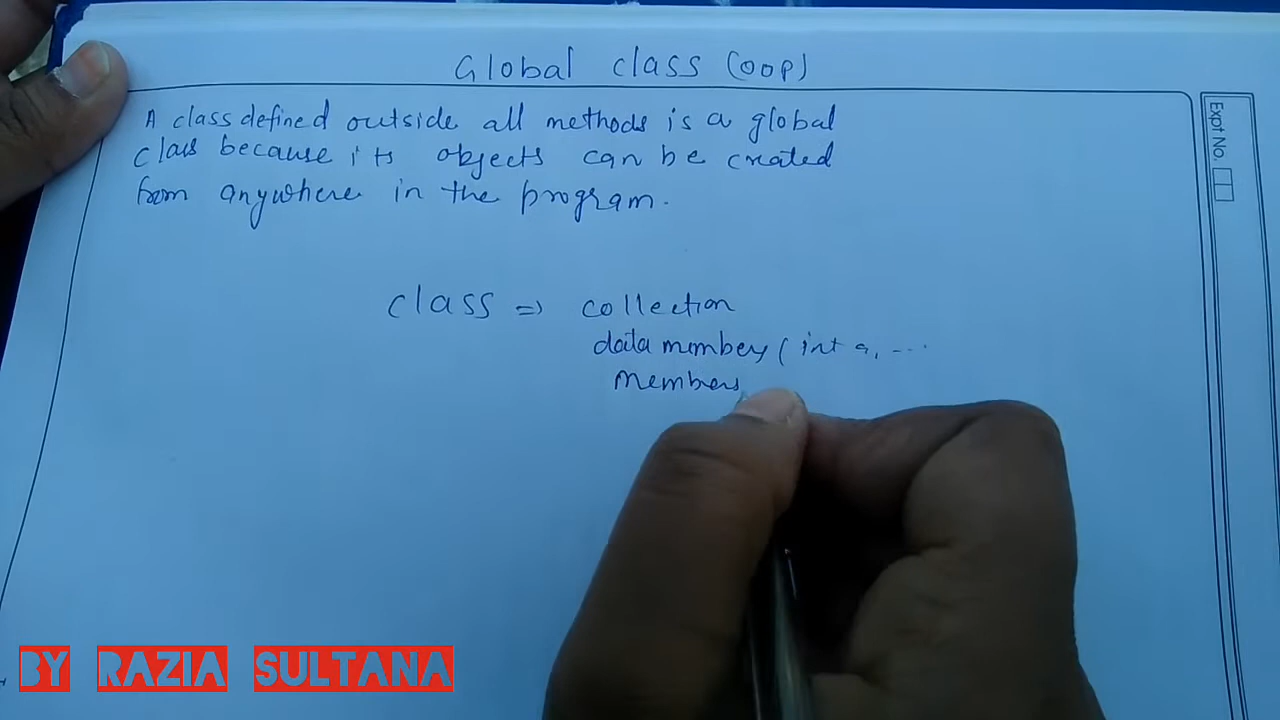 Global class (OOP)
A class defined outside all methods is a global
class because its objects can be created
from anywhere in the program.
class => collection
data members (int a, ...
members
Expt No.
BY RAZIA SULTANA